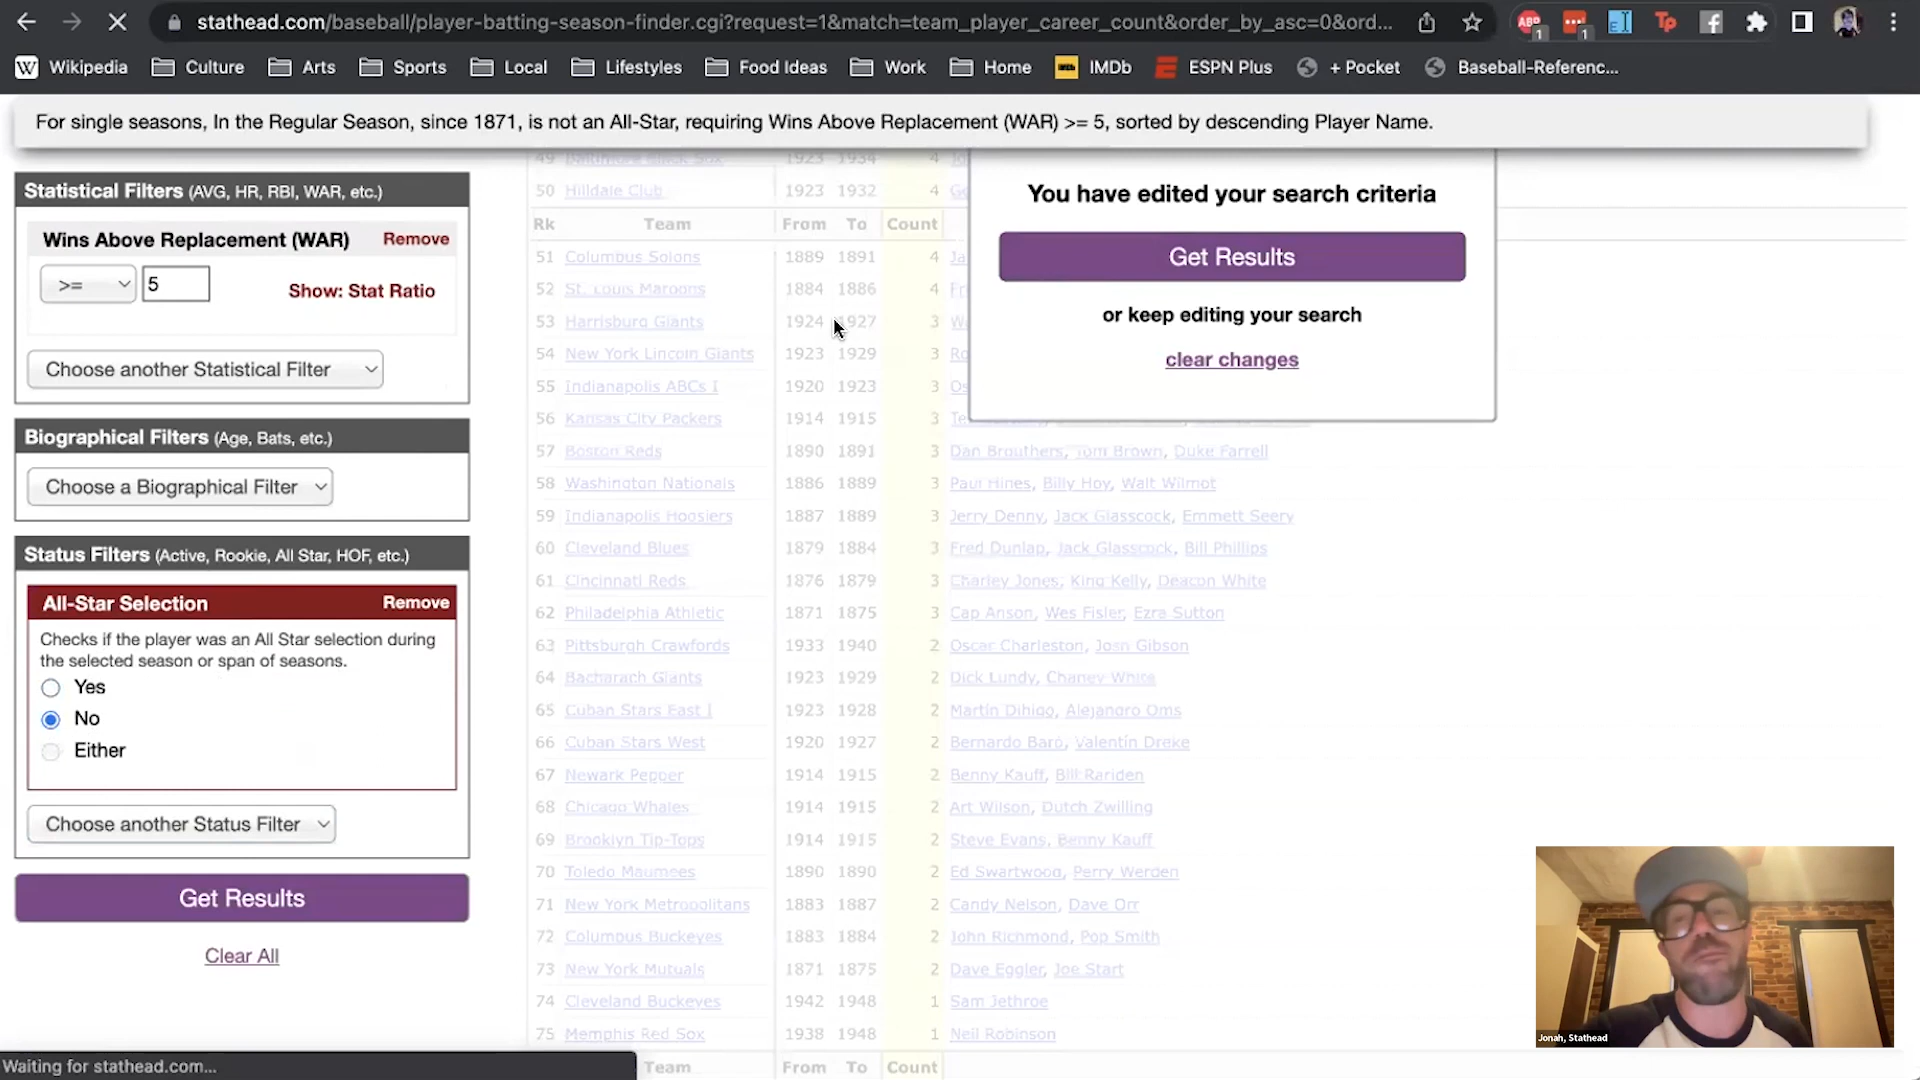 stathead.com/baseball/player-batting-season-finder.cgi?request=1&match=team_player_career_count&order_by_asc=0&ord...
ABP 1 1 Tp
W Wikipedia Culture Arts Sports Local Lifestyles Food Ideas Work Home IMDb IMDb ESPN Plus + Pocket Baseball-Referenc...
For single seasons, In the Regular Season, since 1871, is not an All-Star, requiring Wins Above Replacement (WAR) >= 5, sorted by descending Player Name.
Statistical Filters (AVG, HR, RBI, WAR, etc.)
Wins Above Replacement (WAR) Remove
>= 5 Show: Stat Ratio
Choose another Statistical Filter
Biographical Filters (Age, Bats, etc.)
Choose a Biographical Filter
Status Filters (Active, Rookie, All Star, HOF, etc.)
All-Star Selection Remove
Checks if the player was an All Star selection during
the selected season or span of seasons.
Yes
No
Either
Choose another Status Filter
Get Results
Clear All
49 Baltimore Black Sox 1923 1934 4
50 Hilldale Club 1923 1932 4
Rk Team From To Count
51 Columbus Solons 1889 1891 4
52 St. Louis Maroons 1884 1886 4
53 Harrisburg Giants 1924 1927 3
54 New York Lincoln Giants 1923 1929 3
55 Indianapolis ABCs I 1920 1923 3
56 Kansas City Packers 1914 1915 3
57 Boston Reds 1890 1891 3 Dan Brouthers, Tom Brown, Duke Farrell
58 Washington Nationals 1886 1889 3 Paul Hines, Billy Hoy, Walt Wilmot
59 Indianapolis Hoosiers 1887 1889 3 Jerry Denny, Jack Glasscock, Emmett Seery
60 Cleveland Blues 1879 1884 3 Fred Dunlap, Jack Glasscock, Bill Phillips
61 Cincinnati Reds 1876 1879 3 Charley Jones, King Kelly, Deacon White
62 Philadelphia Athletic 1871 1875 3 Cap Anson, Wes Fisler, Ezra Sutton
63 Pittsburgh Crawfords 1933 1940 2 Oscar Charleston, Josh Gibson
64 Bacharach Giants 1923 1929 2 Dick Lundy, Chaney White
65 Cuban Stars East I 1923 1928 2 Martín Dihigo, Alejandro Oms
66 Cuban Stars West 1920 1927 2 Bernardo Baró, Valentín Dreke
67 Newark Pepper 1914 1915 2 Benny Kauff, Bill Rariden
68 Chicago Whales 1914 1915 2 Art Wilson, Dutch Zwilling
69 Brooklyn Tip-Tops 1914 1915 2 Steve Evans, Benny Kauff
70 Toledo Maumees 1890 1890 2 Ed Swartwood, Perry Werden
71 New York Metropolitans 1883 1887 2 Candy Nelson, Dave Orr
72 Columbus Buckeyes 1883 1884 2 John Richmond, Pop Smith
73 New York Mutuals 1871 1875 2 Dave Eggler, Joe Start
74 Cleveland Buckeyes 1942 1948 1 Sam Jethroe
75 Memphis Red Sox 1938 1948 1 Neil Robinson
Team From To Count
You have edited your search criteria
Get Results
or keep editing your search
clear changes
Jonah, Stathead
Waiting for stathead.com...